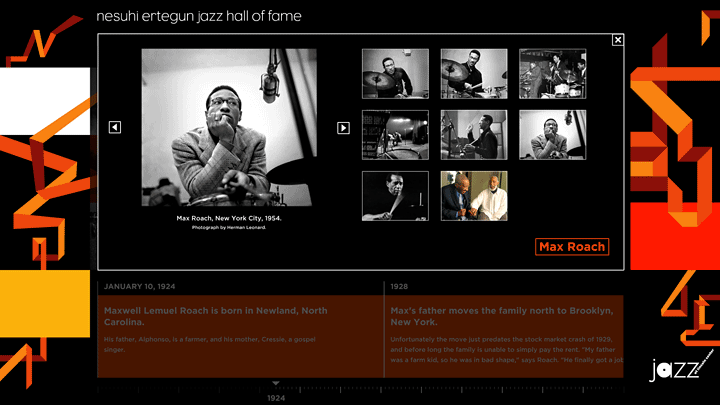 nesuhi ertegun jazz hall of fame
Max Roach, New York City, 1954.
Photograph by Herman Leonard.
Max Roach
JANUARY 10, 1924
Maxwell Lemuel Roach is born in Newland, North
Carolina.
His father, Alphonso, is a farmer, and his mother, Cressie, a gospel
singer.
1928
Max's father moves the family north to Brooklyn,
New York.
Unfortunately the move just predates the stock market crash of 1929,
and before long the family is unable to simply pay the rent. "My father
was a farm kid, so he was in bad shape," says Roach. "He finally got a jo
1924
jazz